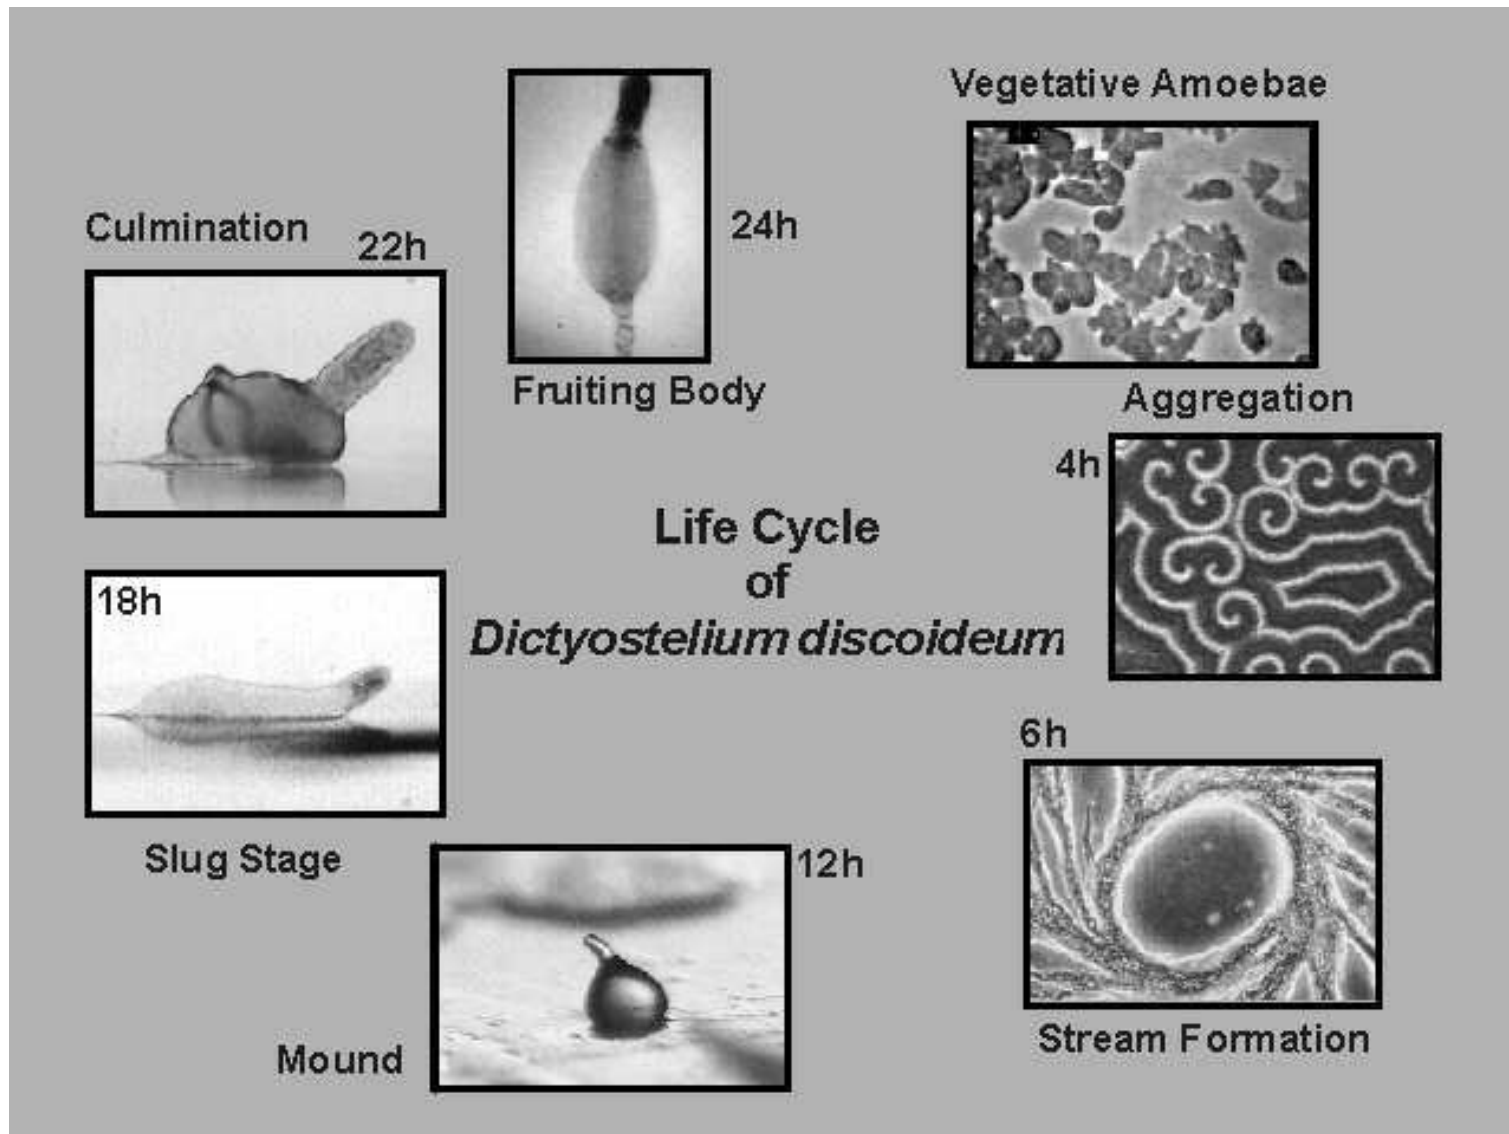 Vegetative Amoebae
Culmination
22h
24h
Fruiting Body
Aggregation
4h
Life Cycle
of
Dictyostelium discoideum
18h
6h
Slug Stage
12h
Stream Formation
Mound